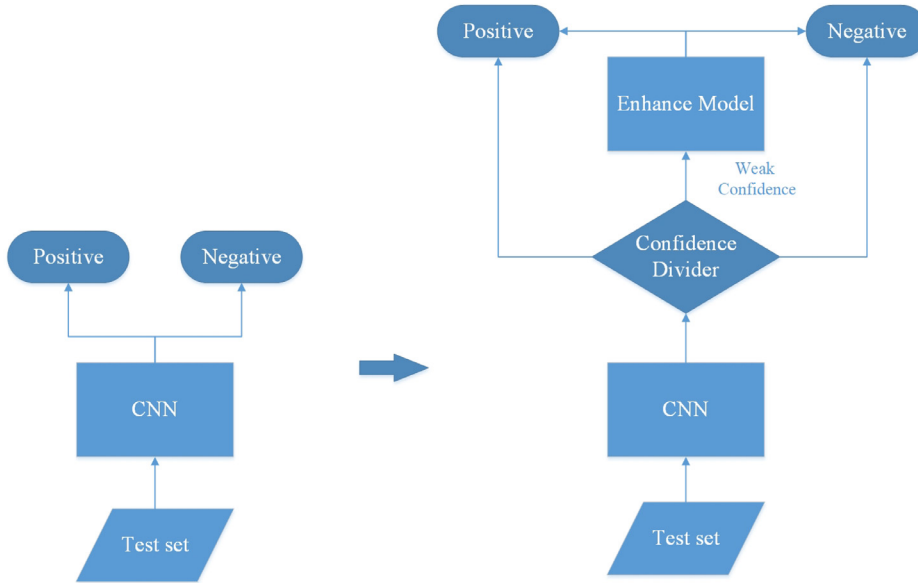 Positive
Negative
CNN
Test set
Positive
Negative
Enhance Model
Weak
Confidence
Confidence
Divider
CNN
Test set